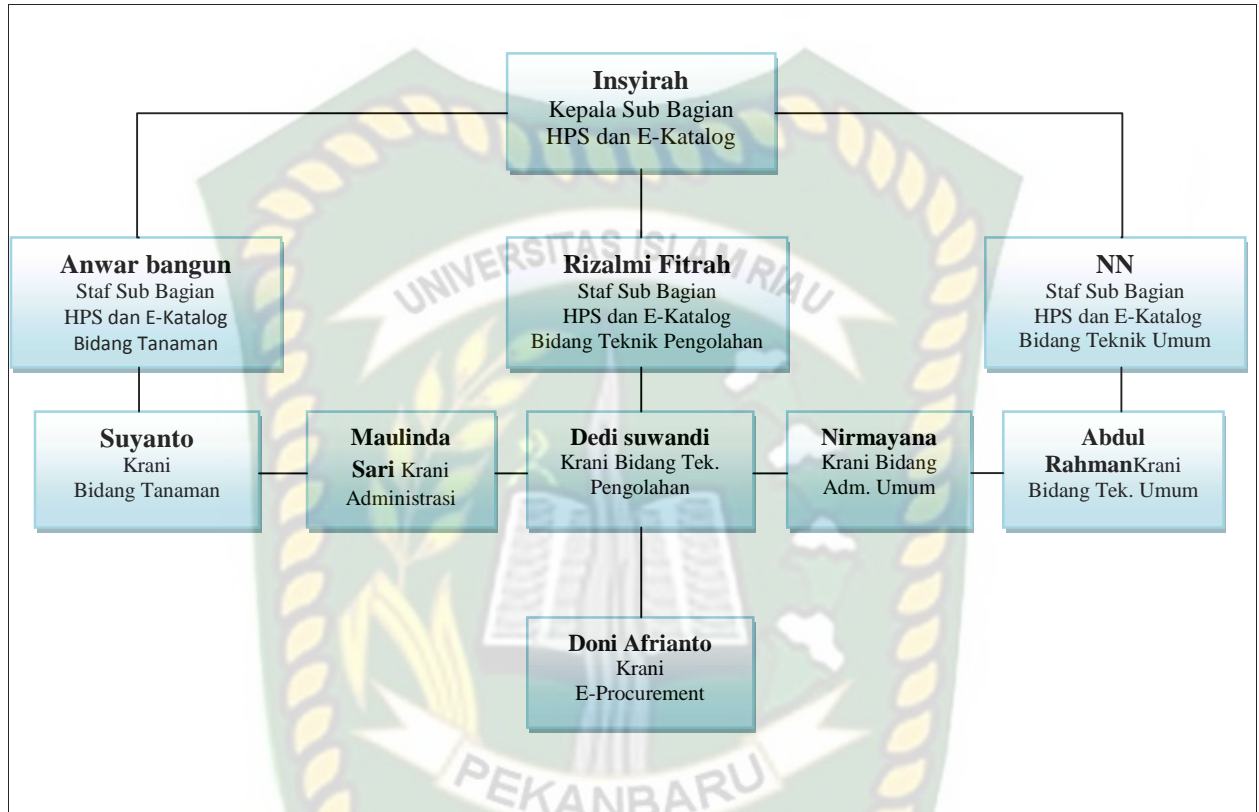 Insyirah
Kepala Sub Bagian
HPS dan E-Katalog
UNIVERSITAS ISLAM RIAU
Anwar bangun
Staf Sub Bagian
HPS dan E-Katalog
Bidang Tanaman
Rizalmi Fitrah
Staf Sub Bagian
HPS dan E-Katalog
Bidang Teknik Pengolahan
NN
Staf Sub Bagian
HPS dan E-Katalog
Bidang Teknik Umum
Suyanto
Krani
Bidang Tanaman
Maulinda
Sari Krani
Administrasi
Dedi suwandi
Krani Bidang Tek.
Pengolahan
Nirmayana
Krani Bidang
Adm. Umum
Abdul
RahmanKrani
Bidang Tek. Umum
Doni Afrianto
Krani
E-Procurement
PEKANBARU